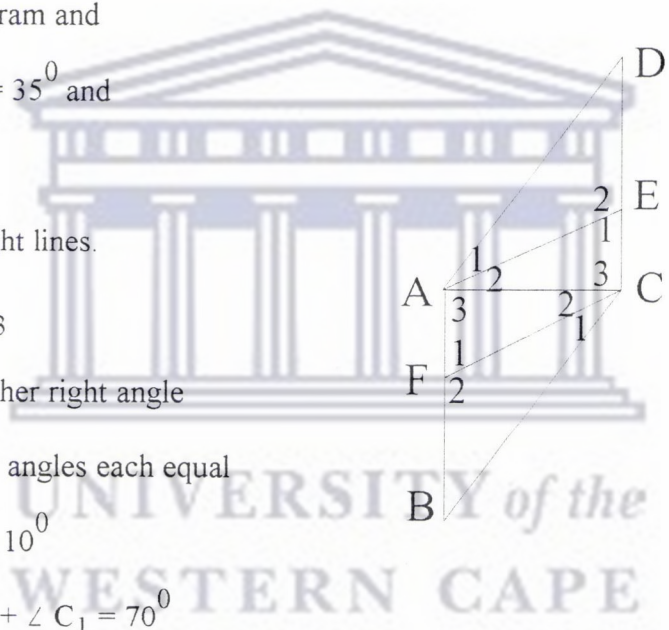 ram and
= 35⁰ and
ht lines.
her right angle
angles each equal
10⁰
+ ∠ C₁ = 70⁰
D
2 E
1
1 2 3
A C
3 2 1
1
F
2
B
UNIVERSITY of the
WESTERN CAPE